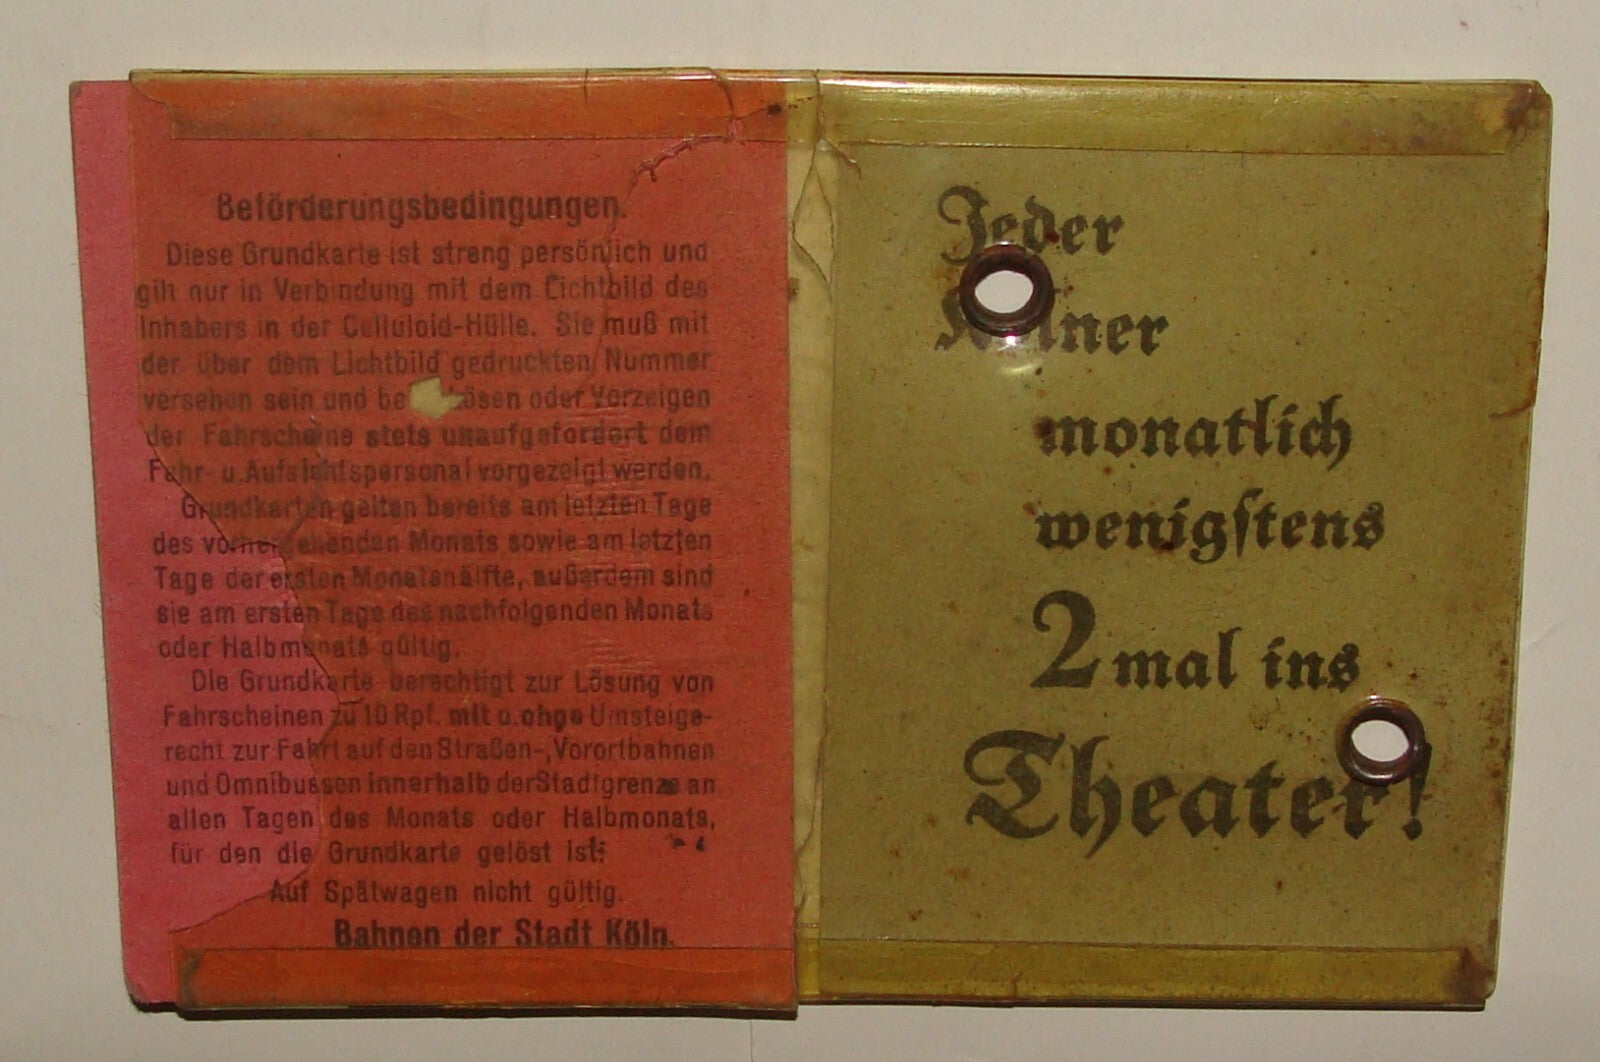 Beförderungsbedingungen.
Diese Grundkarte ist streng persönlich und
gilt nur in Verbindung mit dem Lichtbild des
Inhabers in der Celluloid-Hülle. Sie muß mit
der über dem Lichtbild gedruckten Nummer
versehen sein und oder Vorzeigen
der Fahrscheine stets unaufgefordert dem
Fahr- u. Aufsichtspersonal vorgezeigt werden.
Grundkarten gelten bereits am letzten Tage
des vorhergehenden Monats sowie am letzten
Tage der ersten Monatshälfte, außerdem sind
sie am ersten Tage des nachfolgenden Monats
oder Halbmonats gültig.
Die Grundkarte berechtigt zur Lösung von
Fahrscheinen zu 10 Rpf. mit u. ohne Umsteige-
recht zur Fahrt auf den Straßen-, Vorortbahnen
und Omnibussen innerhalb der Stadtgrenze an
allen Tagen des Monats oder Halbmonats,
für den die Grundkarte gelöst ist.
Auf Spätwagen nicht gültig.
Bahnen der Stadt Köln.
Jeder
monatlich
wenigstens
2 mal ins
Theater!